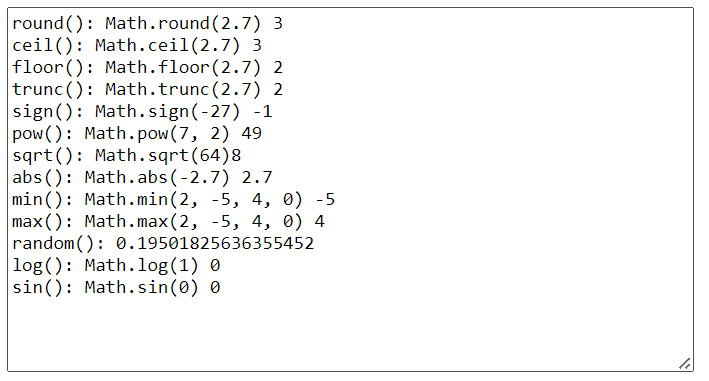 round(): Math.round(2.7) 3
ceil(): Math.ceil(2.7) 3
floor(): Math.floor(2.7) 2
trunc(): Math.trunc(2.7) 2
sign(): Math.sign(-27) -1
pow(): Math.pow(7, 2) 49
sqrt(): Math.sqrt(64)8
abs(): Math.abs(-2.7) 2.7
min(): Math.min(2, -5, 4, 0) -5
max(): Math.max(2, -5, 4, 0) 4
random(): 0.19501825636355452
log(): Math.log(1) 0
sin(): Math.sin(0) 0